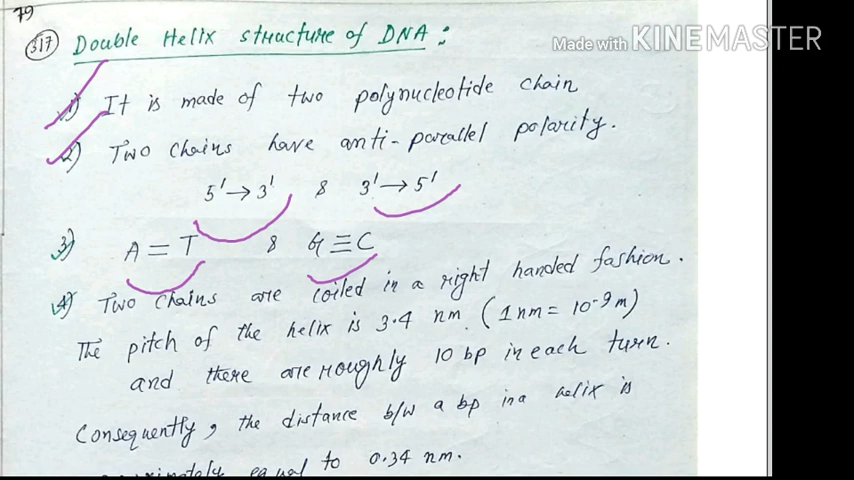 79
317 Double Helix structure of DNA :
Made with KINEMASTER
1) It is made of two polynucleotide chain
2) Two chains have anti-parallel polarity.
5' → 3' & 3' → 5'
3) A = T & G ≡ C
4) Two chains are coiled in a right handed fashion.
The pitch of the helix is 3.4 nm. (1nm = 10-9m)
and there are roughly 10 bp in each turn.
Consequently, the distance b/w a bp in a helix is
equal to 0.34 nm.